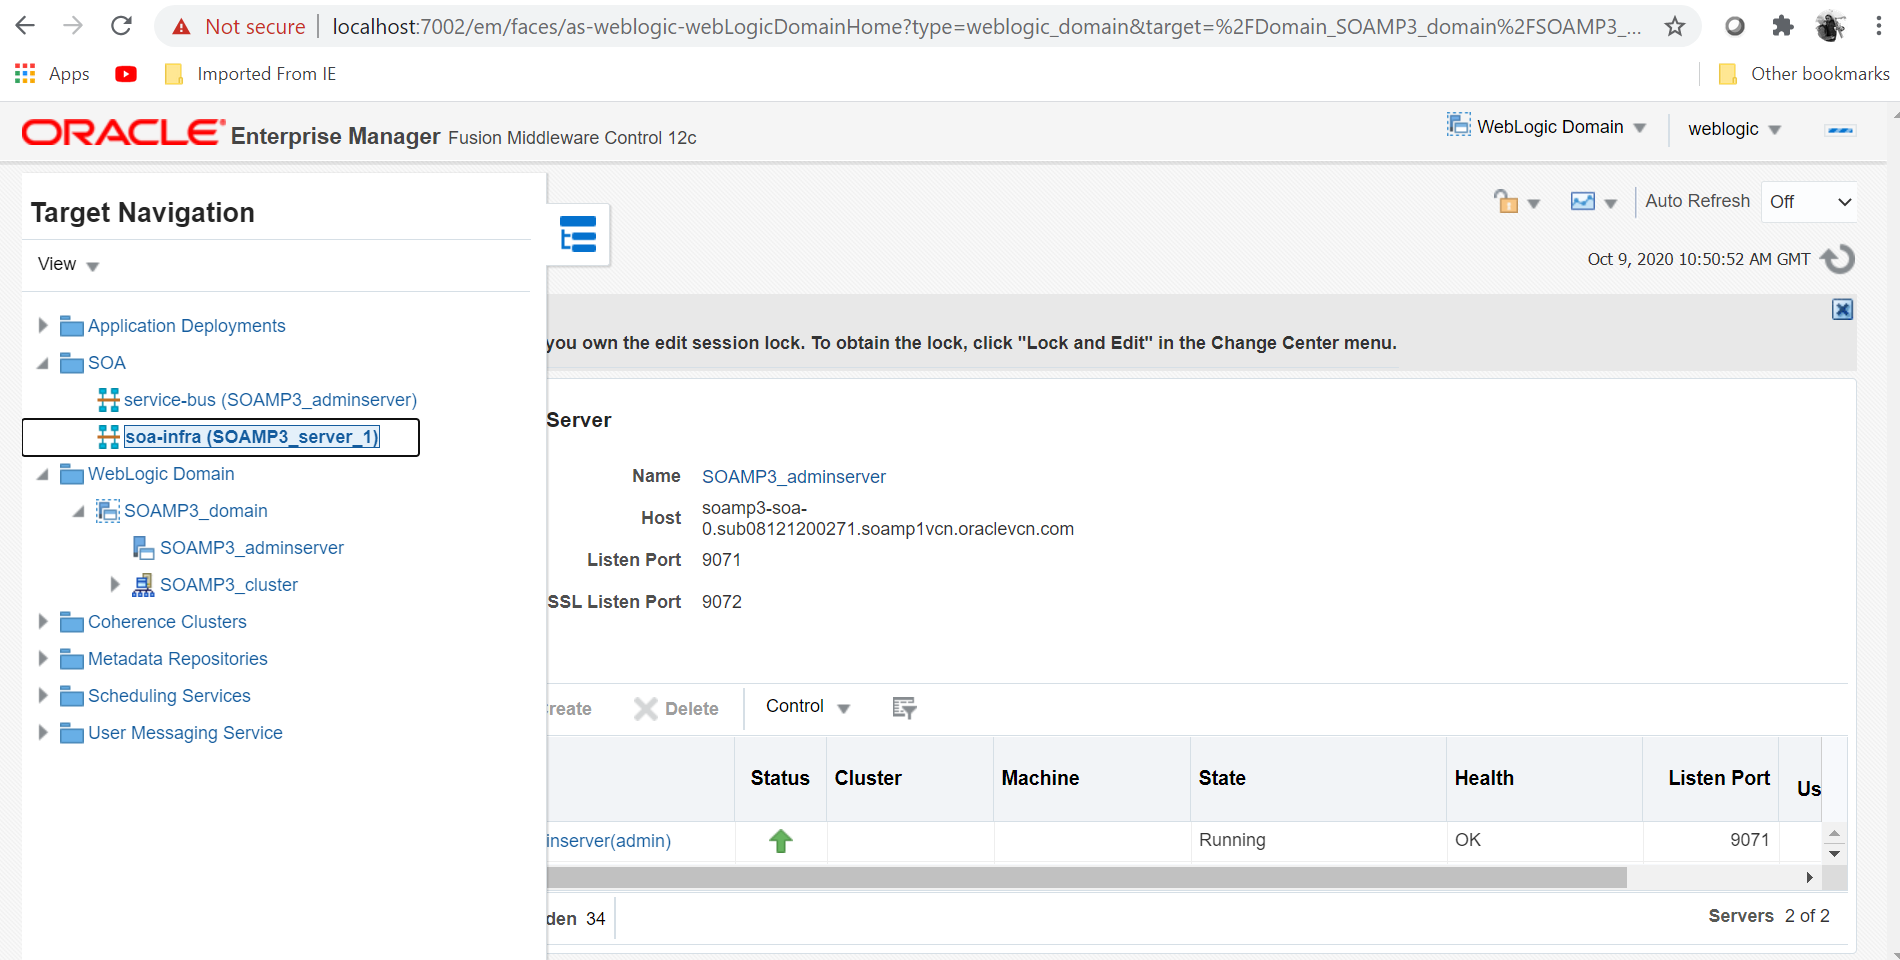 Not secure
localhost:7002/em/faces/as-weblogic-webLogicDomainHome?type=weblogic_domain&target=%2FDomain_SOAMP3_domain%2FSOAMP3_...
Apps
Imported From IE
Other bookmarks
ORACLE® Enterprise Manager Fusion Middleware Control 12c
WebLogic Domain
weblogic
Target Navigation
View
Application Deployments
SOA
service-bus (SOAMP3_adminserver)
soa-infra (SOAMP3_server_1)
WebLogic Domain
SOAMP3_domain
SOAMP3_adminserver
SOAMP3_cluster
Coherence Clusters
Metadata Repositories
Scheduling Services
User Messaging Service
Auto Refresh Off
Oct 9, 2020 10:50:52 AM GMT
you own the edit session lock. To obtain the lock, click "Lock and Edit" in the Change Center menu.
Server
Name SOAMP3_adminserver
Host soamp3-soa-
0.sub08121200271.soamp1vcn.oraclevcn.com
Listen Port 9071
SSL Listen Port 9072
reate Delete Control
Status Cluster Machine State Health Listen Port Us
inserver(admin) Running OK 9071
den 34
Servers 2 of 2